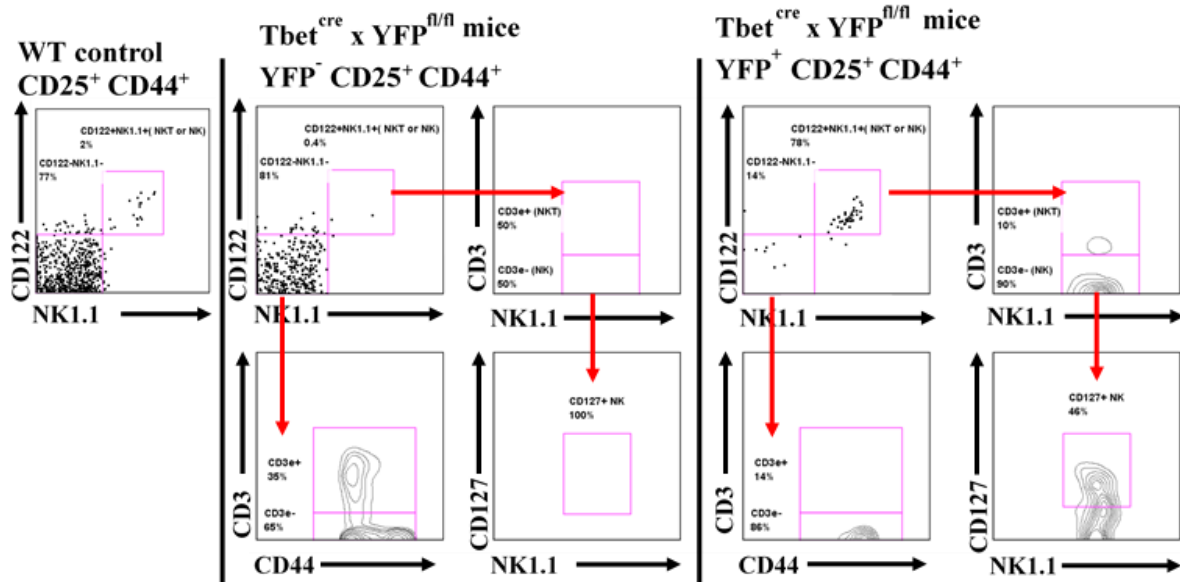 WT control
CD25+ CD44+
CD122+NK1.1+( NKT or NK)
2%
CD122-NK1.1-
77%
CD122
NK1.1
Tbetcre x YFPfl/fl mice
YFP- CD25+ CD44+
CD122+NK1.1+( NKT or NK)
0.4%
CD122-NK1.1-
81%
CD122
NK1.1
CD3e+ (NKT)
50%
CD3e- (NK)
50%
CD3
NK1.1
CD3e+
35%
CD3e-
65%
CD3
CD44
CD127+ NK
100%
CD127
NK1.1
Tbetcre x YFPfl/fl mice
YFP+ CD25+ CD44+
CD122+NK1.1+( NKT or NK)
78%
CD122-NK1.1-
14%
CD122
NK1.1
CD3e+ (NKT)
10%
CD3e- (NK)
90%
CD3
NK1.1
CD3e+
14%
CD3e-
86%
CD3
CD44
CD127+ NK
46%
CD127
NK1.1